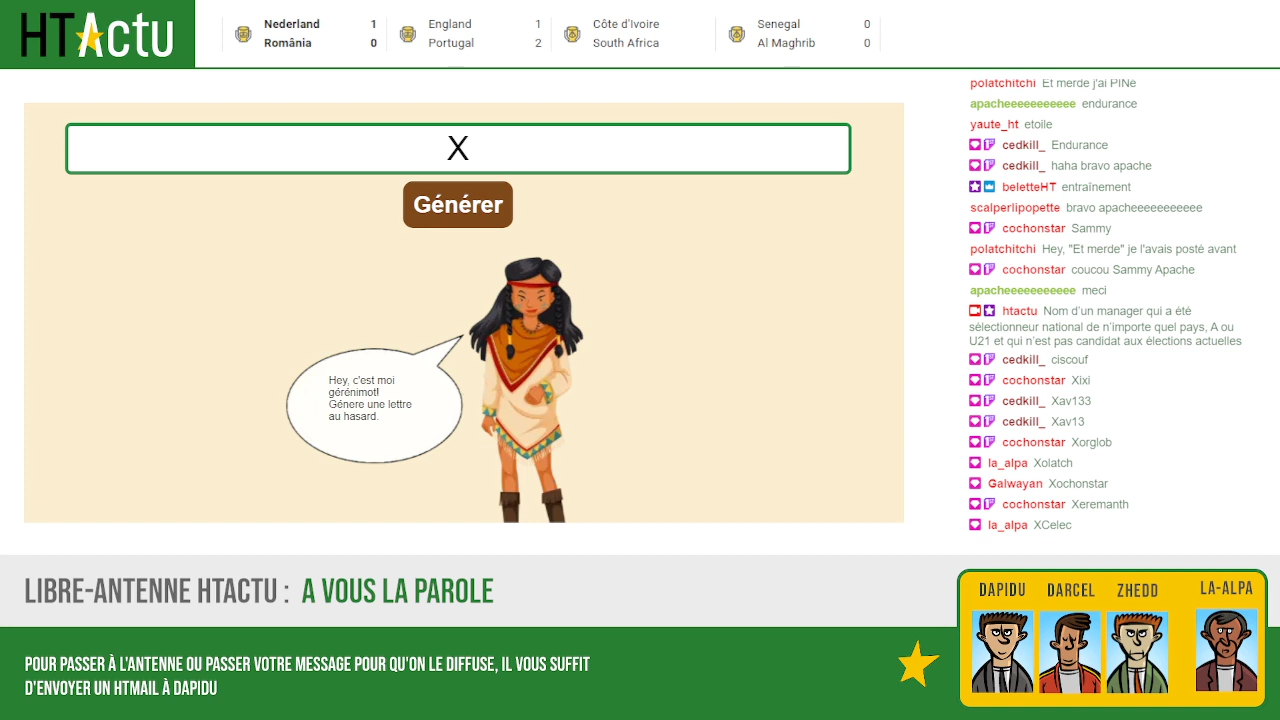 HTActu
Nederland 1
România 0
England 1
Portugal 2
Côte d'Ivoire
South Africa
Senegal 0
Al Maghrib 0
X
Générer
Hey, c'est moi
gérénimot!
Génere une lettre
au hasard.
polatchitchi Et merde j'ai PINe
apacheeeeeeeeeee endurance
yaute_ht etoile
cedkill_ Endurance
cedkill_ haha bravo apache
beletteHT entraînement
scalperlipopette bravo apacheeeeeeeeeee
cochonstar Sammy
polatchitchi Hey, "Et merde" je l'avais posté avant
cochonstar coucou Sammy Apache
apacheeeeeeeeeee meci
htactu Nom d'un manager qui a été
sélectionneur national de n'importe quel pays, A ou
U21 et qui n'est pas candidat aux élections actuelles
cedkill_ ciscouf
cochonstar Xixi
cedkill_ Xav133
cedkill_ Xav13
cochonstar Xorglob
la_alpa Xolatch
Galwayan Xochonstar
cochonstar Xeremanth
la_alpa XCelec
LIBRE-ANTENNE HTACTU : A VOUS LA PAROLE
DAPIDU DARCEL ZHEDD LA-ALPA
POUR PASSER À L'ANTENNE OU PASSER VOTRE MESSAGE POUR QU'ON LE DIFFUSE, IL VOUS SUFFIT
D'ENVOYER UN HTMAIL À DAPIDU